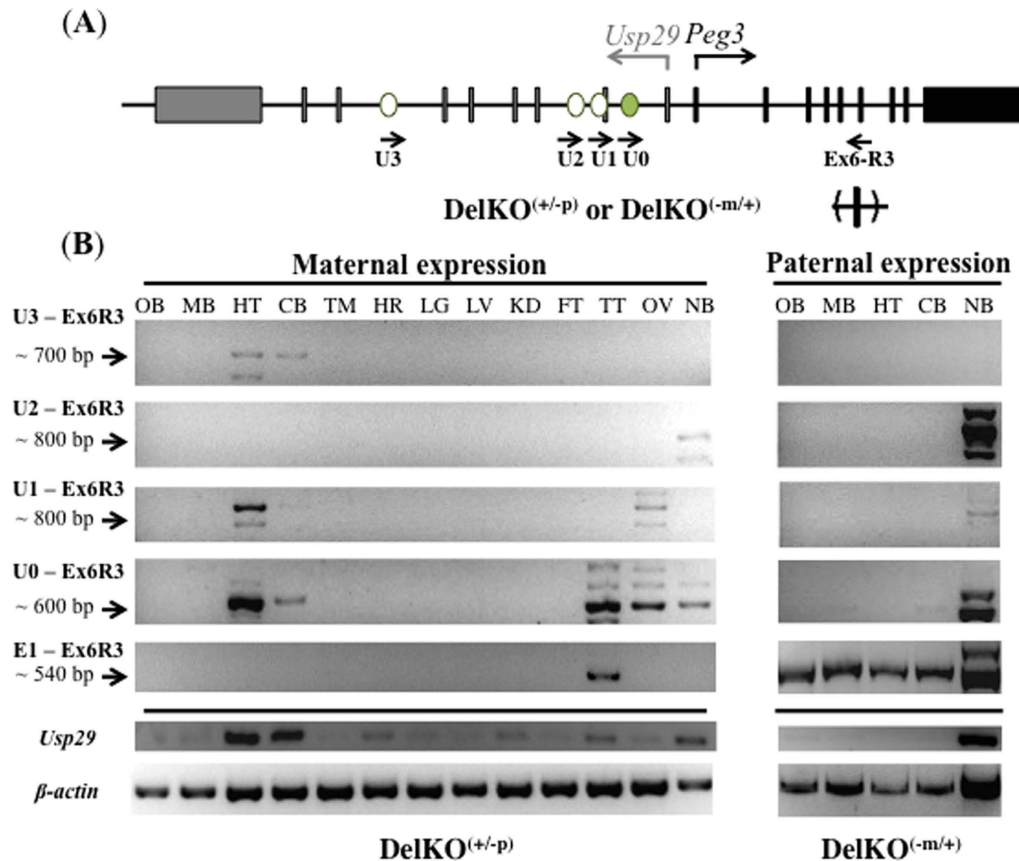 (A)
Usp29 Peg3
U3 U2 U1 U0 Ex6-R3
DelKO(+/-p) or DelKO(-m/+)
(B)
Maternal expression Paternal expression
OB MB HT CB TM HR LG LV KD FT TT OV NB OB MB HT CB NB
U3 – Ex6R3
~ 700 bp
U2 – Ex6R3
~ 800 bp
U1 – Ex6R3
~ 800 bp
U0 – Ex6R3
~ 600 bp
E1 – Ex6R3
~ 540 bp
Usp29
β-actin
DelKO(+/-p) DelKO(-m/+)